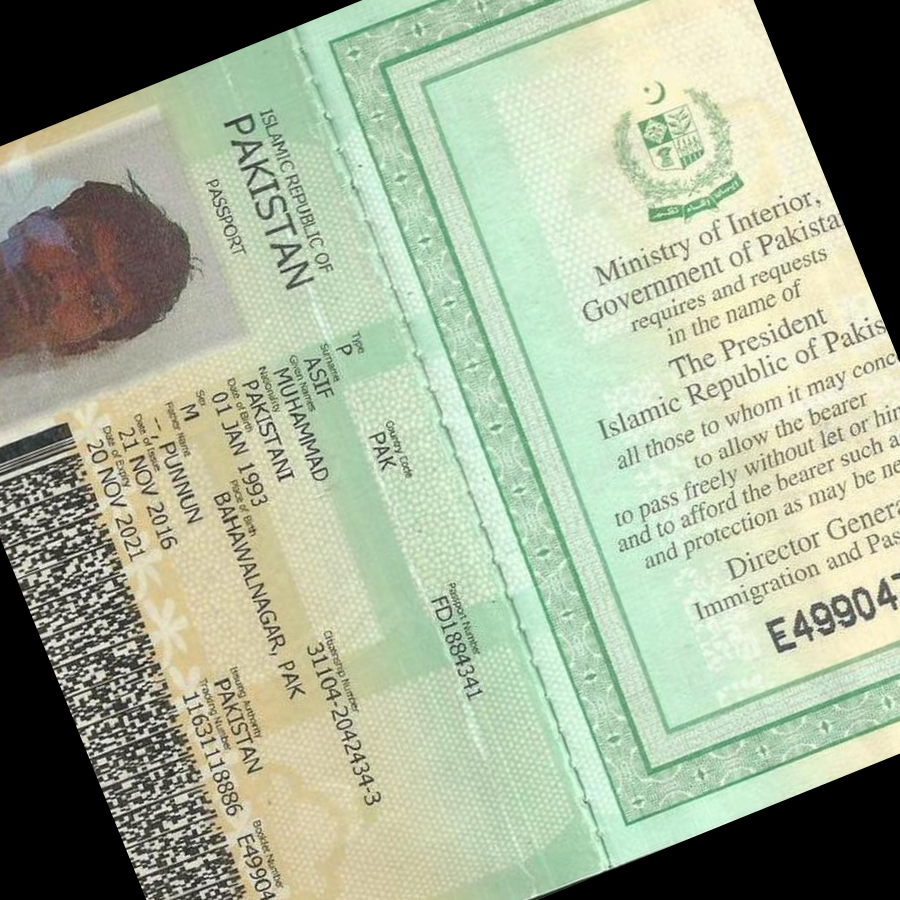 Ministry of Interior,
Government of Pakista
requires and requests
in the name of
The President
Islamic Republic of Pakis
all those to whom it may conc
to allow the bearer
to pass freely without let or hin
and to afford the bearer such a
and protection as may be ne
Director Genera
Immigration and Pas
E49904
ISLAMIC REPUBLIC OF
PAKISTAN
PASSPORT
Type
P
Country Code
PAK
Passport Number
FD1884341
Surname
ASIF
Given Names
MUHAMMAD
Nationality
PAKISTANI
Citizenship Number
31104-2042434-3
Date of Birth
01 JAN 1993
Sex
M
Place of Birth
BAHAWALNAGAR, PAK
Father Name
--, PUNNUN
Date of Issue
21 NOV 2016
Issuing Authority
PAKISTAN
Date of Expiry
20 NOV 2021
Tracking Number
11631118886
Booklet Number
E49904